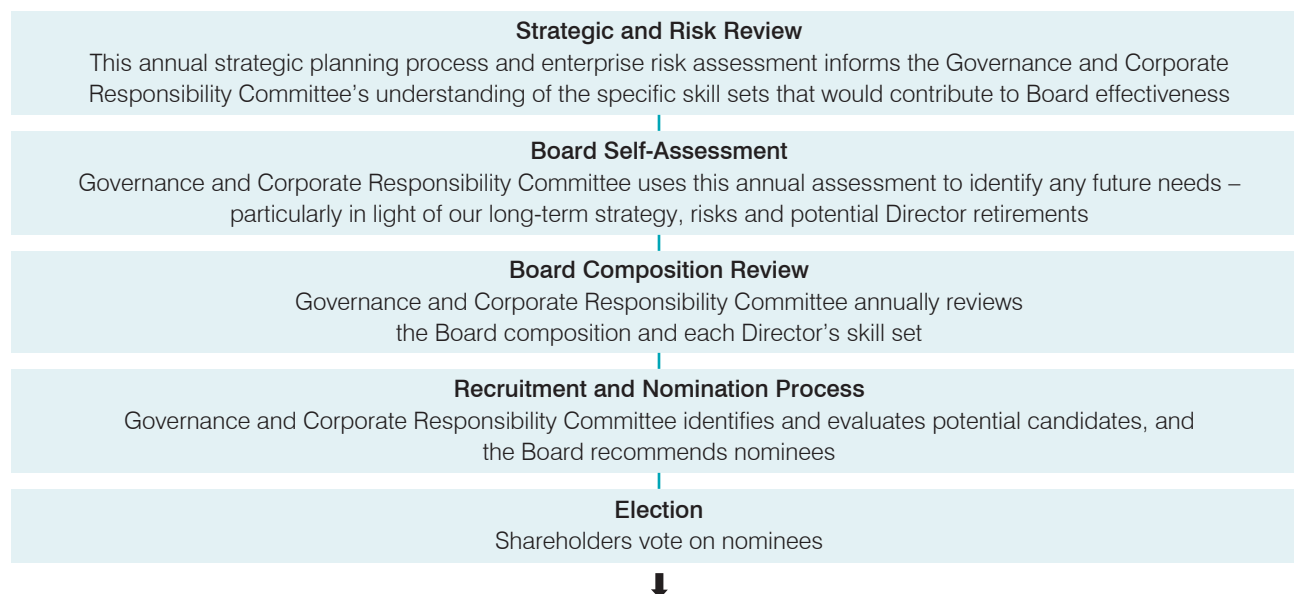 Strategic and Risk Review
This annual strategic planning process and enterprise risk assessment informs the Governance and Corporate
Responsibility Committee’s understanding of the specific skill sets that would contribute to Board effectiveness
Board Self-Assessment
Governance and Corporate Responsibility Committee uses this annual assessment to identify any future needs –
particularly in light of our long-term strategy, risks and potential Director retirements
Board Composition Review
Governance and Corporate Responsibility Committee annually reviews
the Board composition and each Director’s skill set
Recruitment and Nomination Process
Governance and Corporate Responsibility Committee identifies and evaluates potential candidates, and
the Board recommends nominees
Election
Shareholders vote on nominees